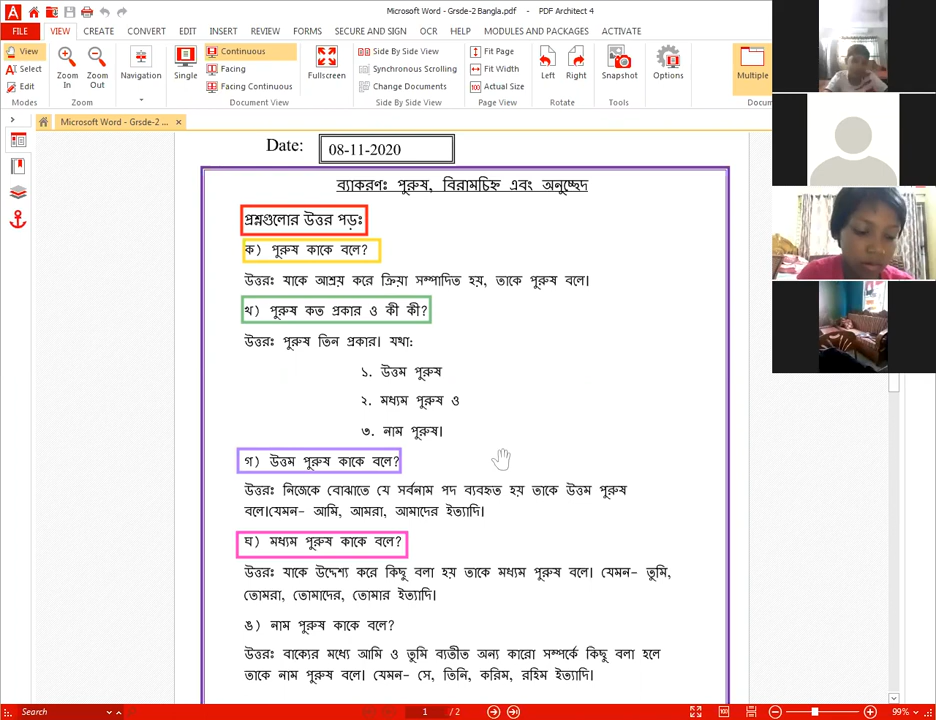 Microsoft Word - Grsde-2 Bangla.pdf - PDF Architect 4
FILE VIEW CREATE CONVERT EDIT INSERT REVIEW FORMS SECURE AND SIGN OCR HELP MODULES AND PACKAGES ACTIVATE
View
Select
Edit
Modes
Zoom In
Zoom Out
Zoom
Navigation
Single
Continuous
Facing
Facing Continuous
Document View
Fullscreen
Side By Side View
Synchronous Scrolling
Change Documents
Side By Side View
Fit Page
Fit Width
Actual Size
Page View
Left
Right
Rotate
Snapshot
Tools
Options
Multiple
Docum
Microsoft Word - Grsde-2 ...
Date: 08-11-2020
ব্যাকরণঃ পুরুষ, বিরামচিহ্ন এবং অনুচ্ছেদ
প্রশ্নগুলোর উত্তর পড়ঃ
ক) পুরুষ কাকে বলে?
উত্তরঃ যাকে আশ্রয় করে ক্রিয়া সম্পাদিত হয়, তাকে পুরুষ বলে।
খ) পুরুষ কত প্রকার ও কী কী?
উত্তরঃ পুরুষ তিন প্রকার। যথা:
১. উত্তম পুরুষ
২. মধ্যম পুরুষ ও
৩. নাম পুরুষ।
গ) উত্তম পুরুষ কাকে বলে?
উত্তরঃ নিজেকে বোঝাতে যে সর্বনাম পদ ব্যবহৃত হয় তাকে উত্তম পুরুষ
বলে।যেমন- আমি, আমরা, আমাদের ইত্যাদি।
ঘ) মধ্যম পুরুষ কাকে বলে?
উত্তরঃ যাকে উদ্দেশ্য করে কিছু বলা হয় তাকে মধ্যম পুরুষ বলে। যেমন- তুমি,
তোমরা, তোমাদের, তোমার ইত্যাদি।
ঙ) নাম পুরুষ কাকে বলে?
উত্তরঃ বাক্যের মধ্যে আমি ও তুমি ব্যতীত অন্য কারো সম্পর্কে কিছু বলা হলে
তাকে নাম পুরুষ বলে। যেমন- সে, তিনি, করিম, রহিম ইত্যাদি।
Search
1 / 2
99%